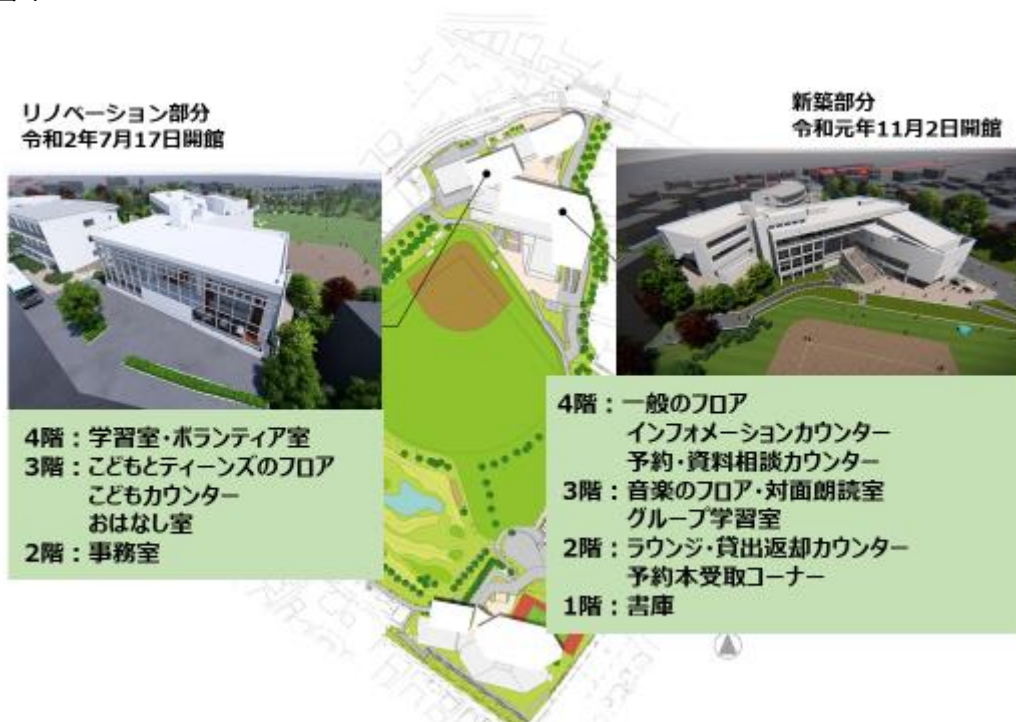 リノベーション部分
令和2年7月17日開館
新築部分
令和元年11月2日開館
4階：学習室・ボランティア室
3階：こどもとティーンズのフロア
こどもカウンター
おはなし室
2階：事務室
4階：一般のフロア
インフォメーションカウンター
予約・資料相談カウンター
3階：音楽のフロア・対面朗読室
グループ学習室
2階：ラウンジ・貸出返却カウンター
予約本受取コーナー
1階：書庫